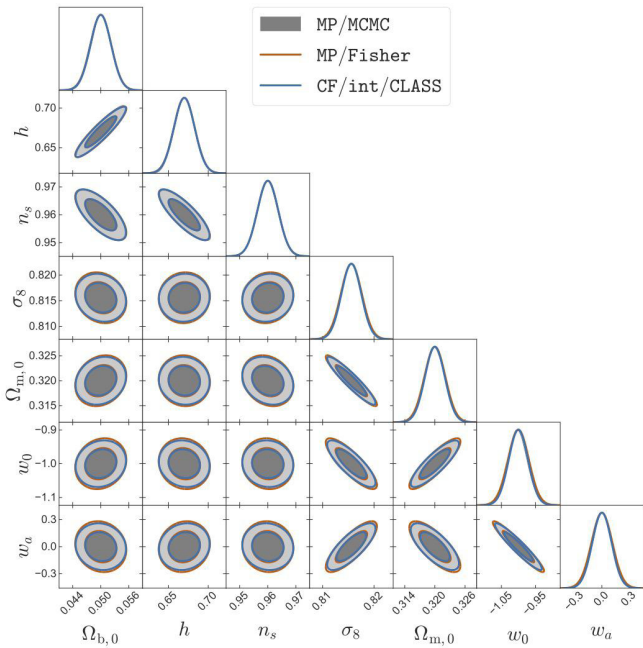 MP/MCMC
MP/Fisher
CF/int/CLASS
0.70
0.65
h
0.97
0.96
0.95
n_s
0.820
0.815
0.810
σ_8
0.325
0.320
0.315
Ω_{m,0}
−0.9
−1.0
−1.1
w_0
0.3
0.0
−0.3
w_a
0.044 0.050 0.056 0.65 0.70 0.95 0.96 0.97 0.81 0.82 0.314 0.320 0.326 −1.05 −0.95 −0.3 0.0 0.3
Ω_{b,0} h n_s σ_8 Ω_{m,0} w_0 w_a